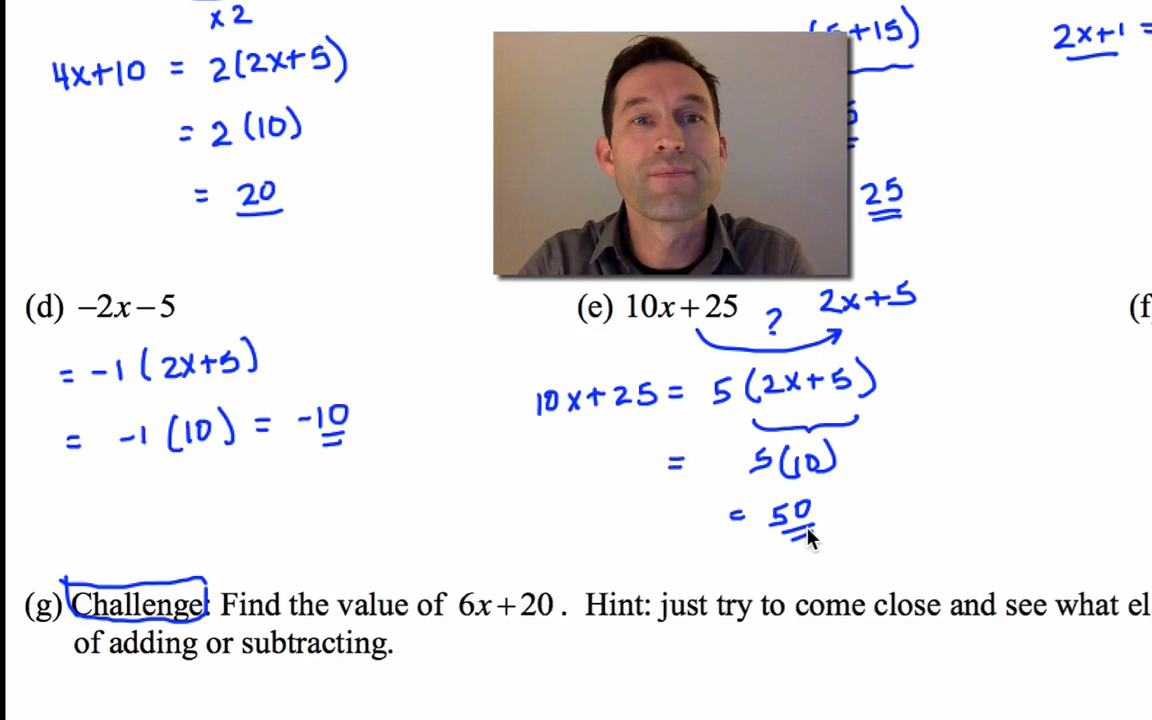 x 2
4x+10 = 2(2x+5)
= 2(10)
= 20
+15)
25
2x+1 =
(d) −2x − 5
= -1(2x+5)
= -1(10) = -10
(e) 10x + 25
?
2x+5
10x+25 = 5(2x+5)
= 5(10)
= 50
(f
(g) Challenge: Find the value of 6x + 20 . Hint: just try to come close and see what el
of adding or subtracting.